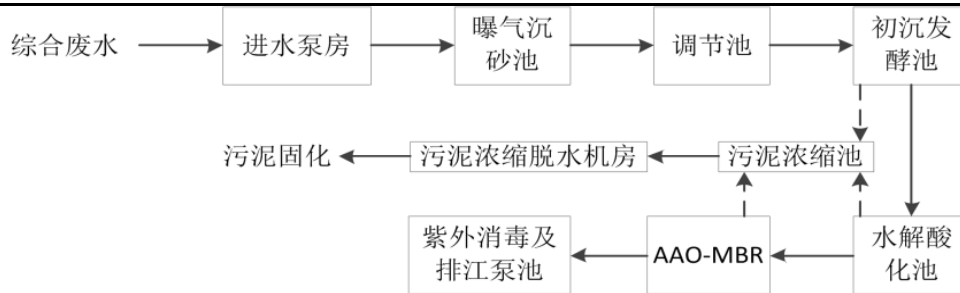 综合废水
进水泵房
曝气沉
砂池
调节池
初沉发
酵池
污泥固化
污泥浓缩脱水机房
污泥浓缩池
紫外消毒及
排江泵池
AAO-MBR
水解酸
化池